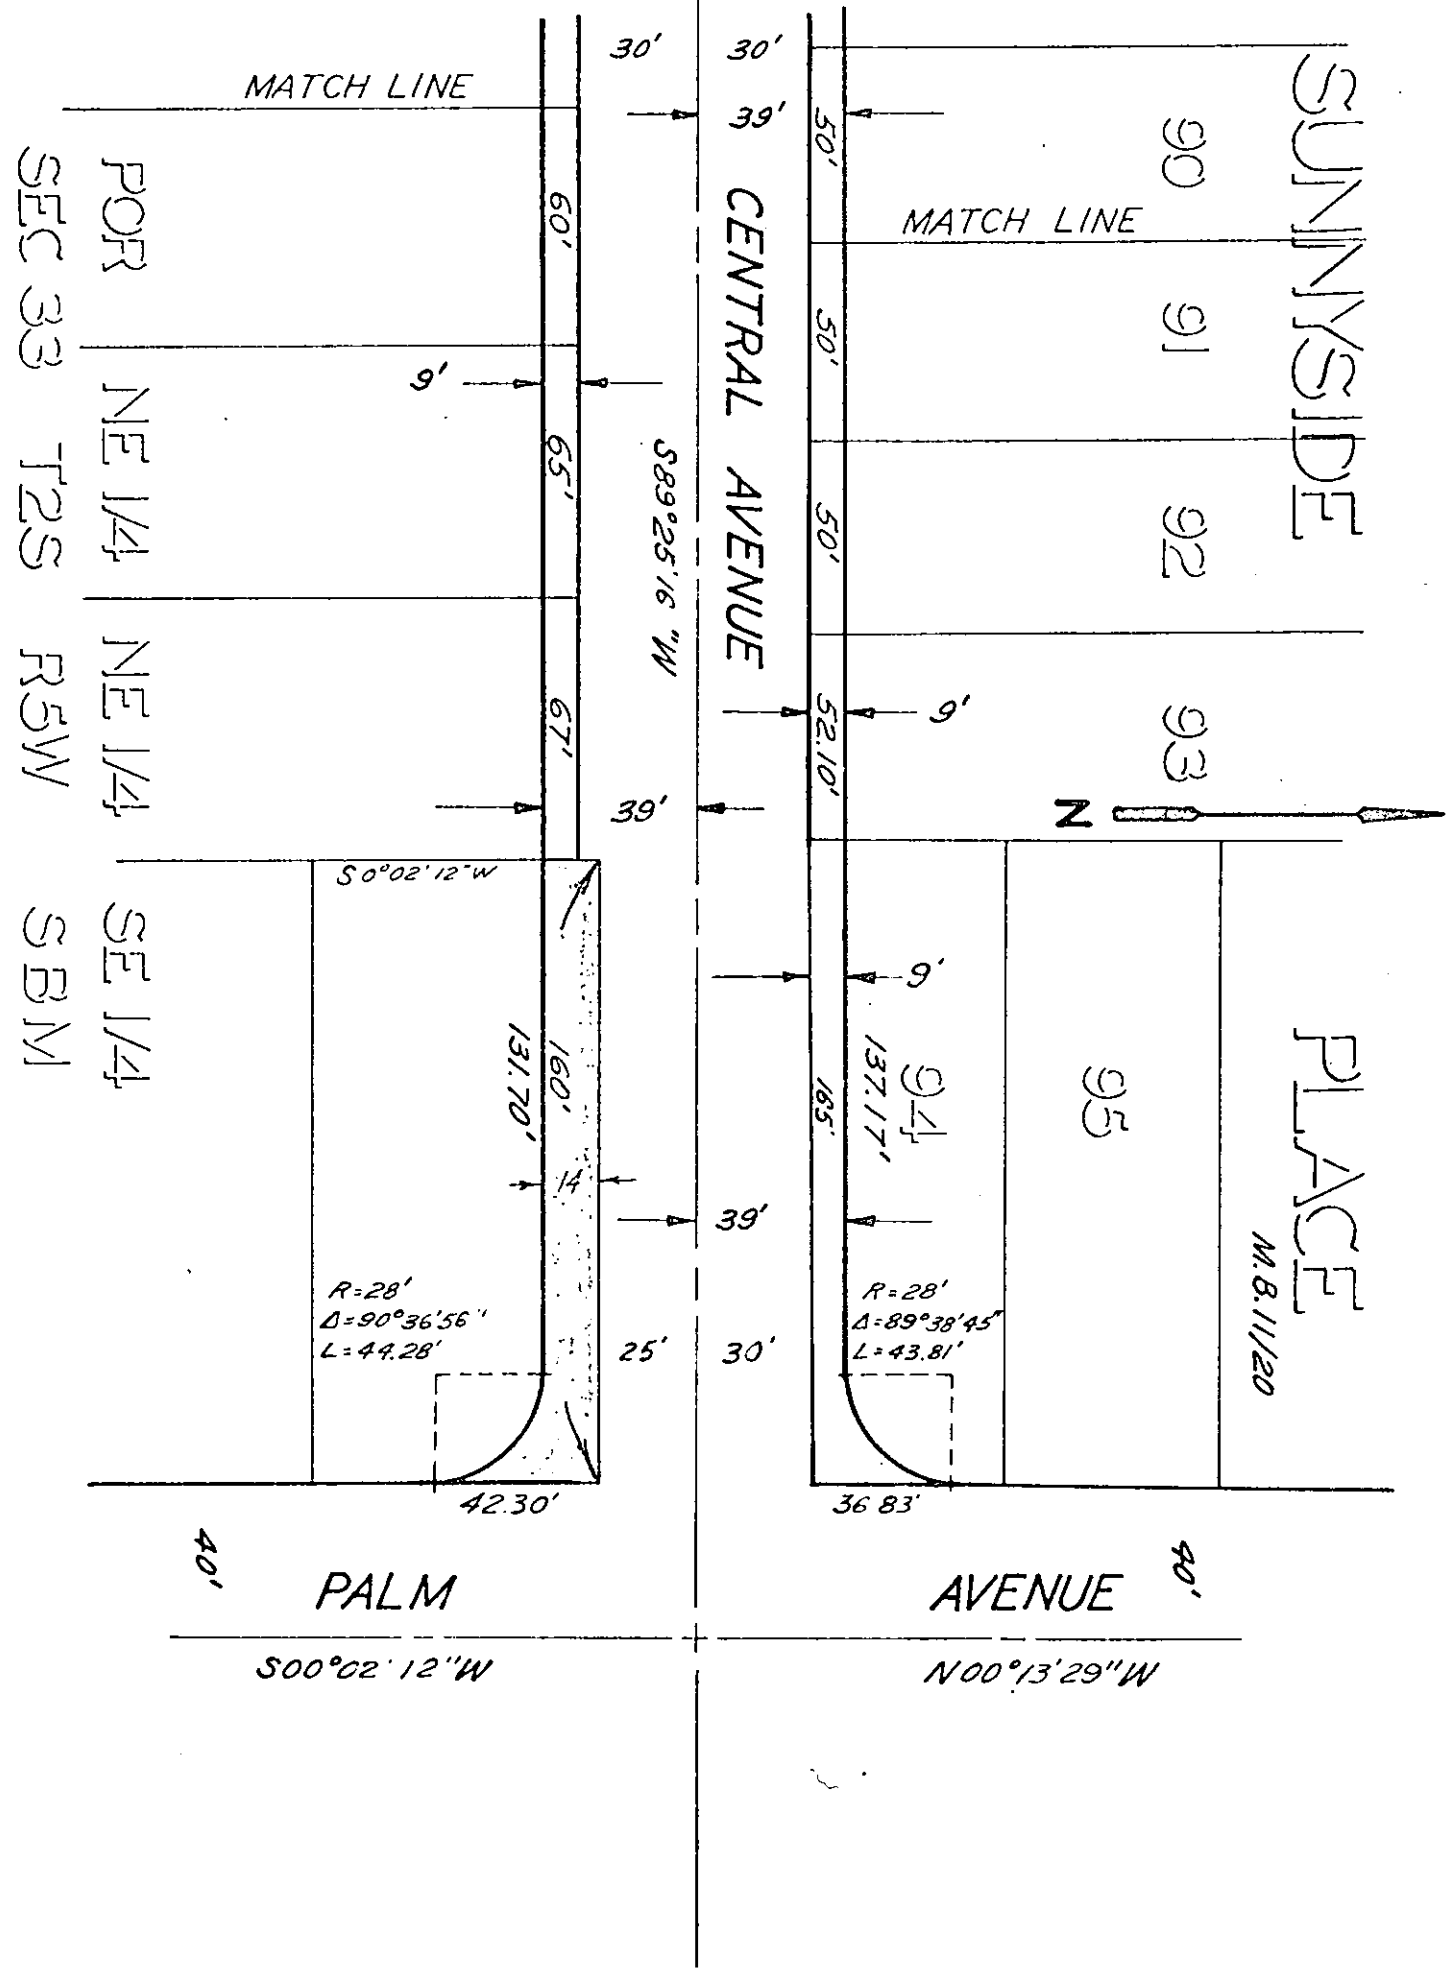 30'
30'
MATCH LINE
39'
50'
90
SUNNYSIDE
POR
SEC 33 T2S R5W SBM
60'
CENTRAL AVENUE
MATCH LINE
50'
91
9'
NE 1/4 NE 1/4 SE 1/4
65'
S89°25'16"W
50'
92
67'
9'
52.10'
93
39'
N
S0°02'12"W
9'
160'
131.70'
165'
137.17'
94
95
PLACE
M.B.11/20
14
39'
R=28'
Δ=90°36'56"
L=44.28'
25'
30'
R=28'
Δ=89°38'45"
L=43.81'
42.30'
36 83'
40'
40'
PALM AVENUE
S00°02'12"W
N00°13'29"W